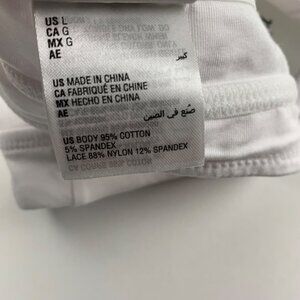 US L
CA G
MX G
AE كبير
US MADE IN CHINA
CA FABRIQUÉ EN CHINE
MX HECHO EN CHINA
AE صنع في الصين
US BODY 95% COTTON
5% SPANDEX
LACE 88% NYLON 12% SPANDEX